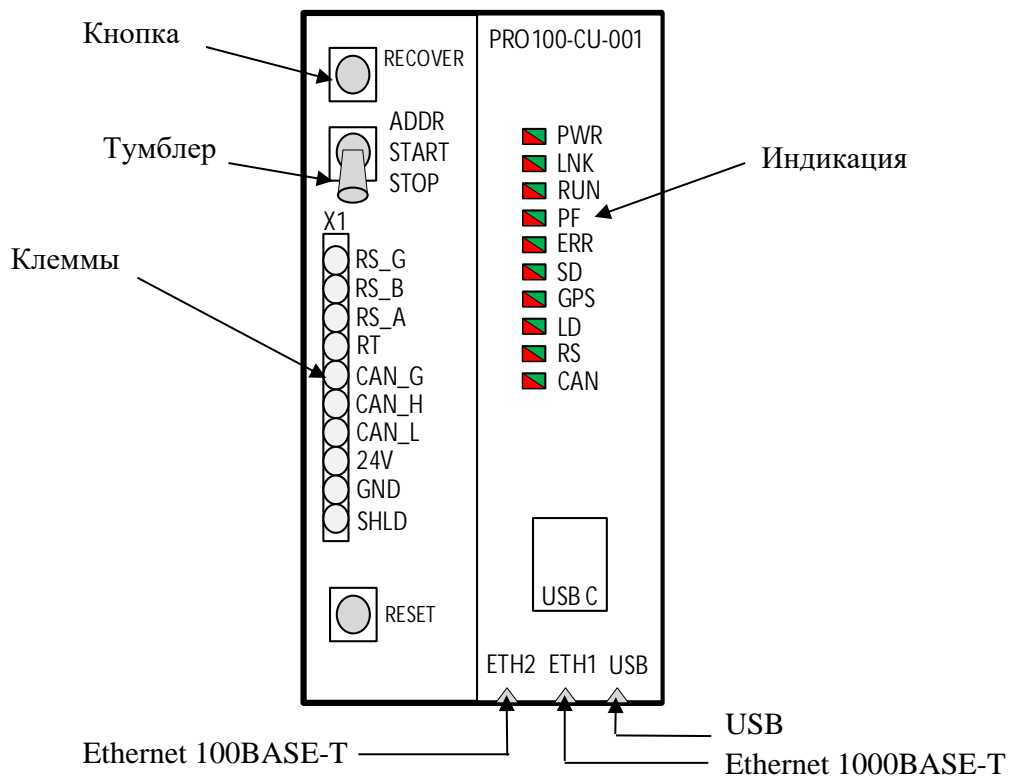 Кнопка
Тумблер
Клеммы
RECOVER
ADDR
START
STOP
X1
RS_G
RS_B
RS_A
RT
CAN_G
CAN_H
CAN_L
24V
GND
SHLD
RESET
PRO100-CU-001
PWR
LNK
RUN
PF
ERR
SD
GPS
LD
RS
CAN
Индикация
USB C
ETH2 ETH1 USB
Ethernet 100BASE-T
USB
Ethernet 1000BASE-T